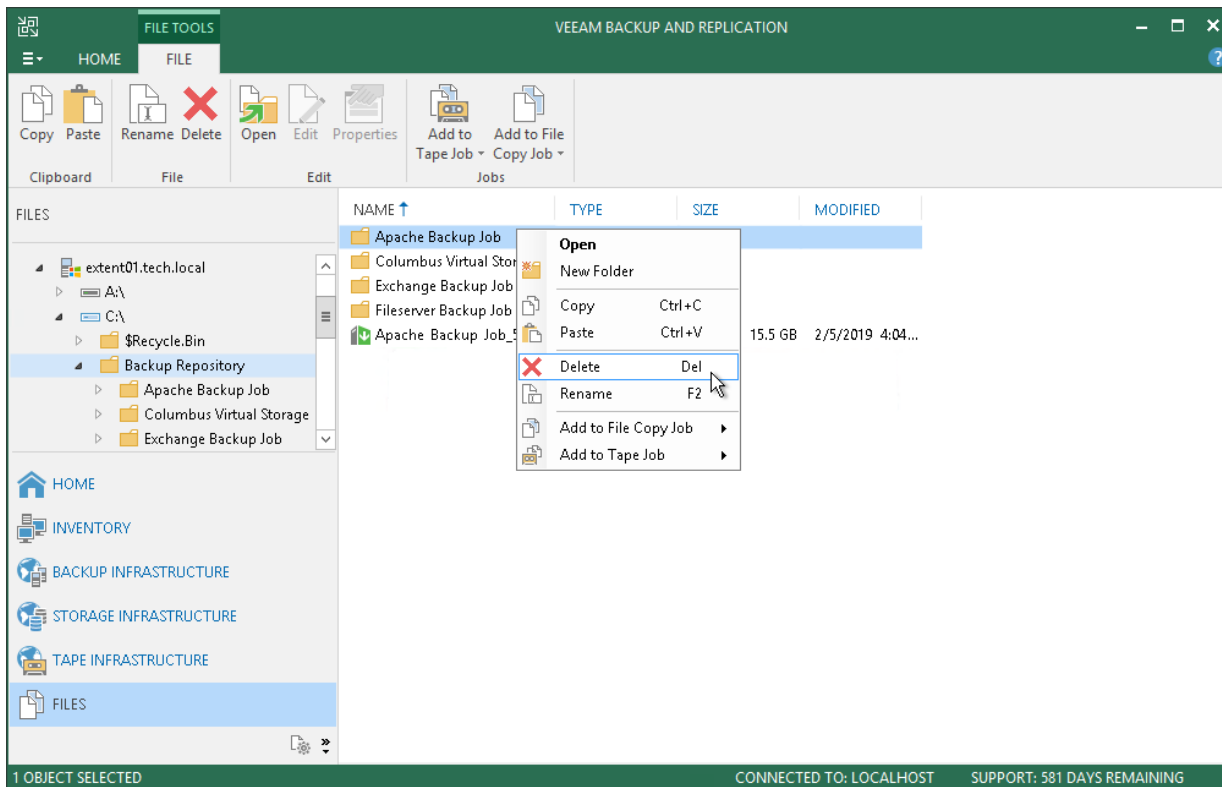 FILE TOOLS
VEEAM BACKUP AND REPLICATION
HOME
FILE
?
Copy
Paste
Rename
Delete
Open
Edit
Properties
Add to
Tape Job
Add to File
Copy Job
Clipboard
File
Edit
Jobs
FILES
extent01.tech.local
A:\
C:\
$Recycle.Bin
Backup Repository
Apache Backup Job
Columbus Virtual Storage
Exchange Backup Job
HOME
INVENTORY
BACKUP INFRASTRUCTURE
STORAGE INFRASTRUCTURE
TAPE INFRASTRUCTURE
FILES
NAME
TYPE
SIZE
MODIFIED
Apache Backup Job
Columbus Virtual Stor
Exchange Backup Job
Fileserver Backup Job
Apache Backup Job_5
15.5 GB
2/5/2019 4:04...
Open
New Folder
Copy Ctrl+C
Paste Ctrl+V
Delete Del
Rename F2
Add to File Copy Job
Add to Tape Job
1 OBJECT SELECTED
CONNECTED TO: LOCALHOST
SUPPORT: 581 DAYS REMAINING